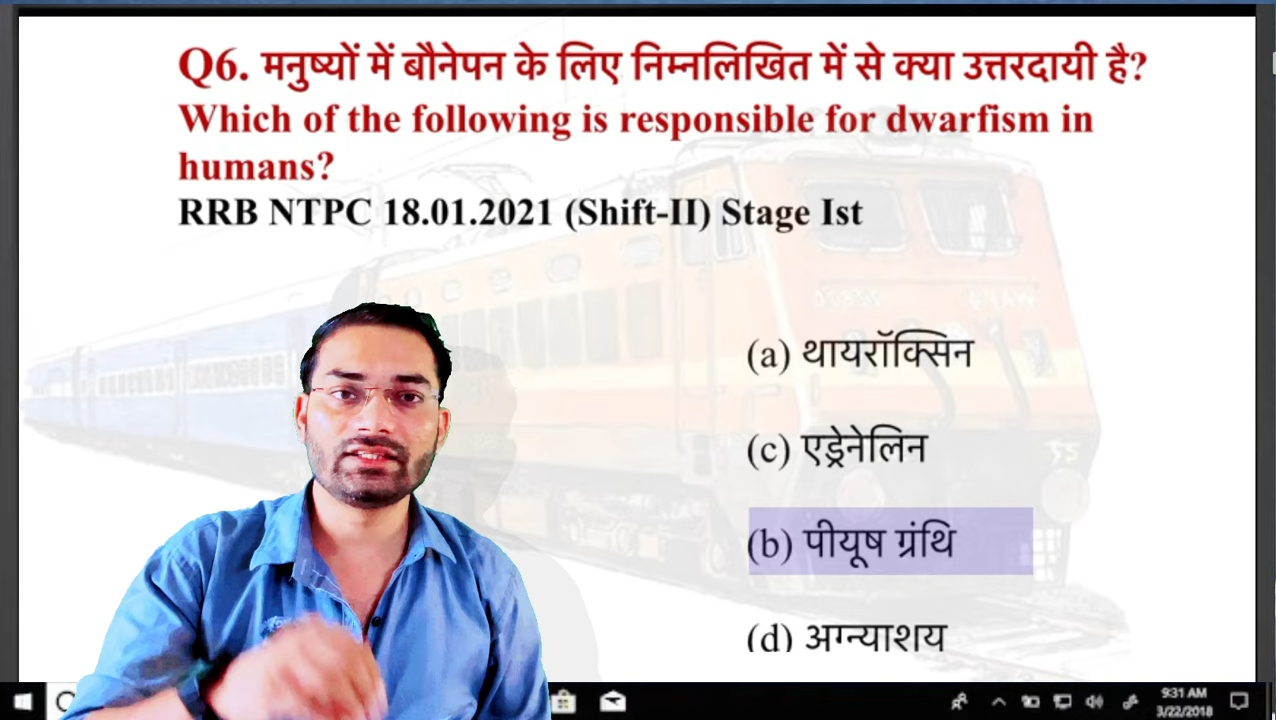 Q6. मनुष्यों में बौनेपन के लिए निम्नलिखित में से क्या उत्तरदायी है?
Which of the following is responsible for dwarfism in
humans?
RRB NTPC 18.01.2021 (Shift-II) Stage Ist
(a) थायरॉक्सिन
(c) एड्रेनेलिन
(b) पीयूष ग्रंथि
(d) अग्न्याशय
9:31 AM
3/22/2018